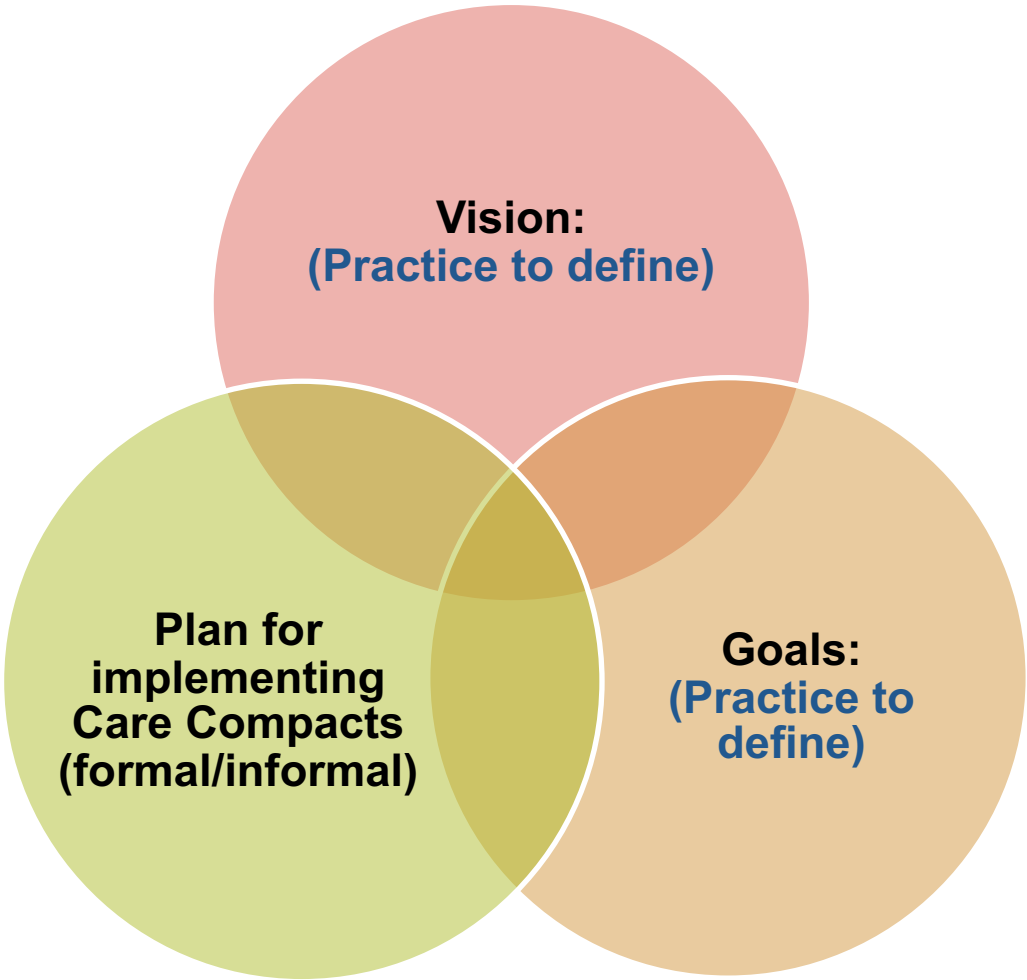 Vision:
(Practice to define)
Plan for
implementing
Care Compacts
(formal/informal)
Goals:
(Practice to
define)